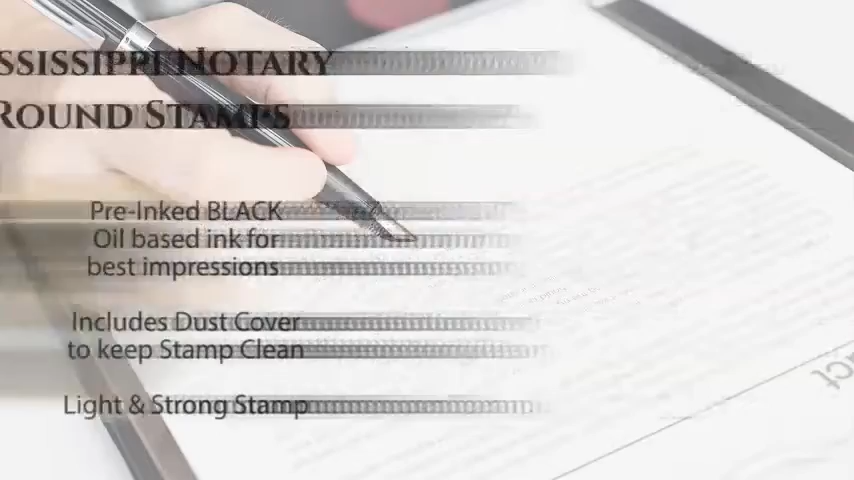 SSISSIPPI NOTARY
ROUND STAMPS
Pre-Inked BLACK
Oil based ink for
best impressions
Includes Dust Cover
to keep Stamp Clean
Light & Strong Stamp